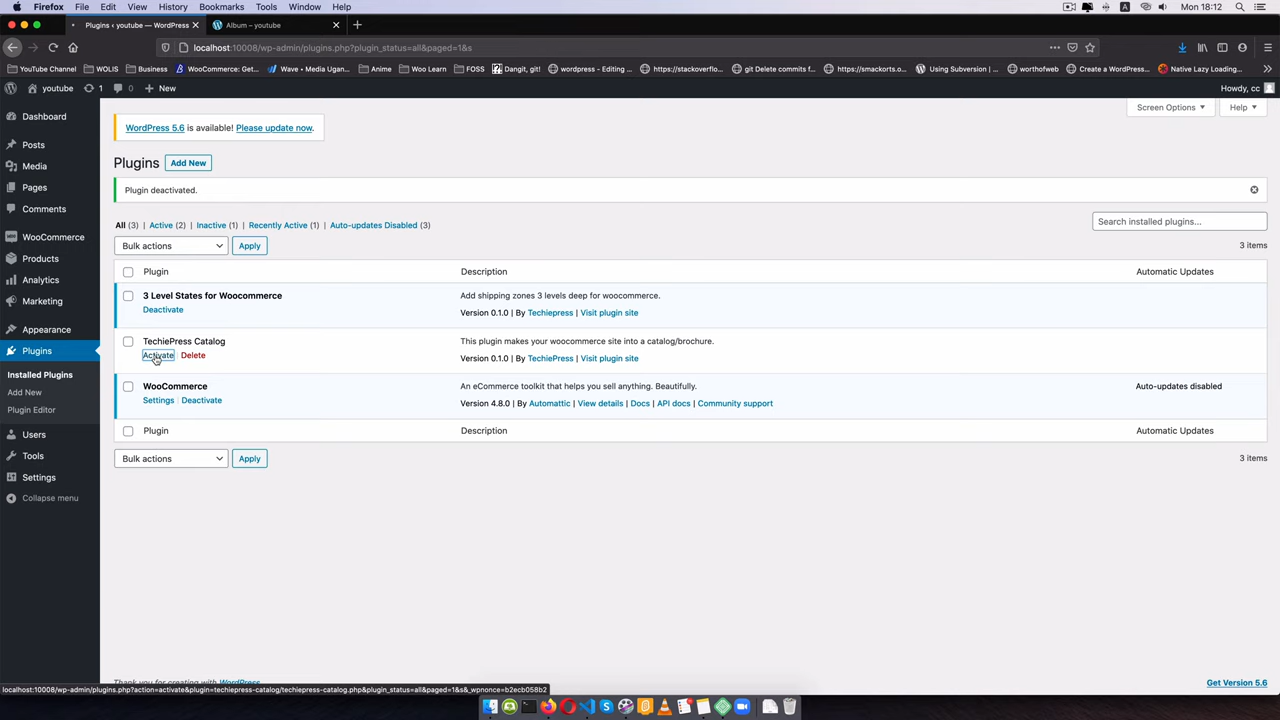 Firefox File Edit View History Bookmarks Tools Window Help Mon 18:12
Plugins ‹ youtube — WordPress Album – youtube
localhost:10008/wp-admin/plugins.php?plugin_status=all&paged=1&s
YouTube Channel WOLIS Business WooCommerce: Get... Wave • Media Ugan... Anime Woo Learn FOSS Dangit, git! wordpress - Editing ... https://stackoverflo... git Delete commits f... https://smackorts.o... Using Subversion | ... worthofweb Create a WordPress... Native Lazy Loading...
youtube 1 0 New Howdy, cc
Screen Options Help
Dashboard
Posts
Media
Pages
Comments
WooCommerce
Products
Analytics
Marketing
Appearance
Plugins
Installed Plugins
Add New
Plugin Editor
Users
Tools
Settings
Collapse menu
WordPress 5.6 is available! Please update now.
Plugins Add New
Plugin deactivated.
All (3) | Active (2) | Inactive (1) | Recently Active (1) | Auto-updates Disabled (3)
Search installed plugins...
Bulk actions Apply 3 items
Plugin Description Automatic Updates
3 Level States for Woocommerce Add shipping zones 3 levels deep for woocommerce.
Deactivate Version 0.1.0 | By Techiepress | Visit plugin site
TechiePress Catalog This plugin makes your woocommerce site into a catalog/brochure.
Activate | Delete Version 0.1.0 | By TechiePress | Visit plugin site
WooCommerce An eCommerce toolkit that helps you sell anything. Beautifully. Auto-updates disabled
Settings | Deactivate Version 4.8.0 | By Automattic | View details | Docs | API docs | Community support
Plugin Description Automatic Updates
Bulk actions Apply 3 items
Thank you for creating with WordPress.
Get Version 5.6
localhost:10008/wp-admin/plugins.php?action=activate&plugin=techiepress-catalog/techiepress-catalog.php&plugin_status=all&paged=1&s&_wpnonce=b2ecb058b2